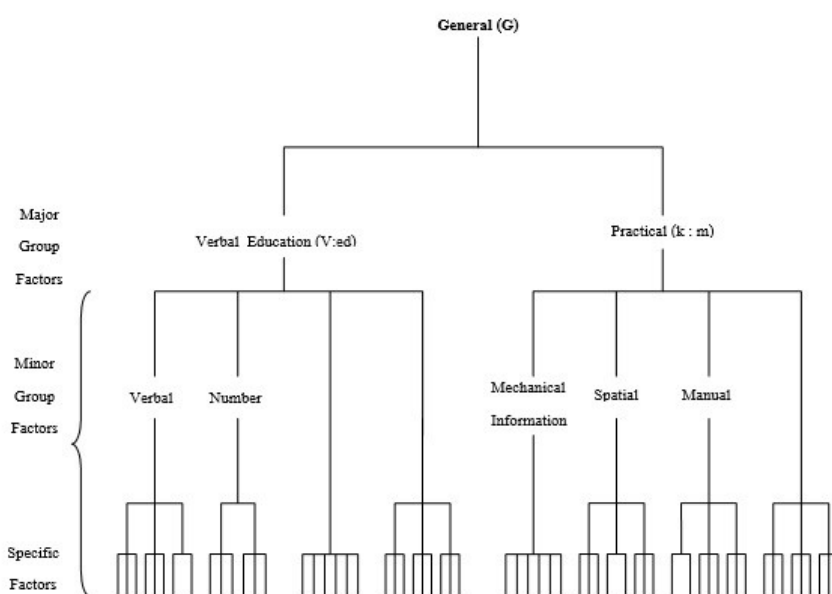 General (G)
Major
Group
Factors
Verbal Education (V:ed)
Practical (k : m)
Minor
Group
Factors
Verbal
Number
Mechanical
Information
Spatial
Manual
Specific
Factors